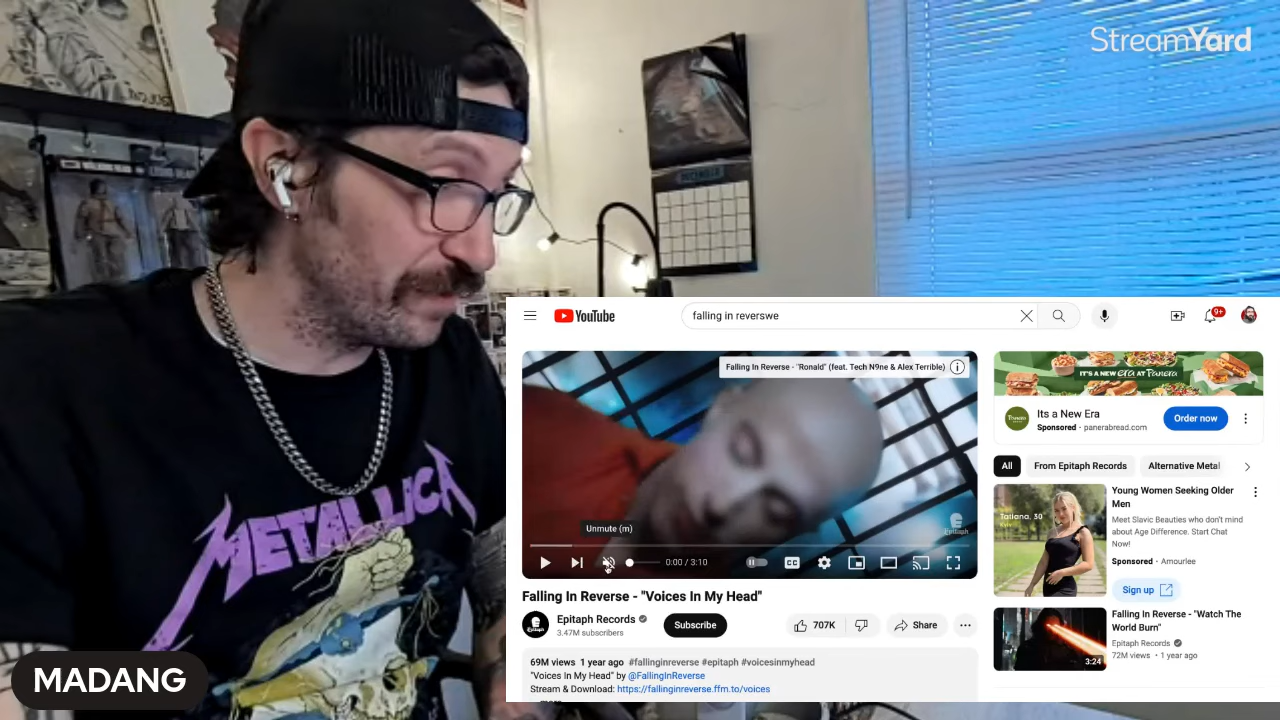 StreamYard
DECEMBER
METALLICA
MADANG
YouTube
falling in reverswe
9+
Falling In Reverse - "Ronald" (feat. Tech N9ne & Alex Terrible)
Unmute (m)
Epitaph
0:00 / 3:10
Falling In Reverse - "Voices In My Head"
Epitaph Records
3.47M subscribers
Subscribe
707K
Share
69M views 1 year ago #fallinginreverse #epitaph #voicesinmyhead
"Voices In My Head" by @FallingInReverse
Stream & Download: https://fallinginreverse.ffm.to/voices
IT'S A NEW era AT Panera
Its a New Era
Sponsored · panerabread.com
Order now
All
From Epitaph Records
Alternative Metal
Tatiana, 30
Young Women Seeking Older
Men
Meet Slavic Beauties who don't mind
about Age Difference. Start Chat
Now!
Sponsored · Amourlee
Sign up
3:24
Falling In Reverse - "Watch The
World Burn"
Epitaph Records
72M views · 1 year ago